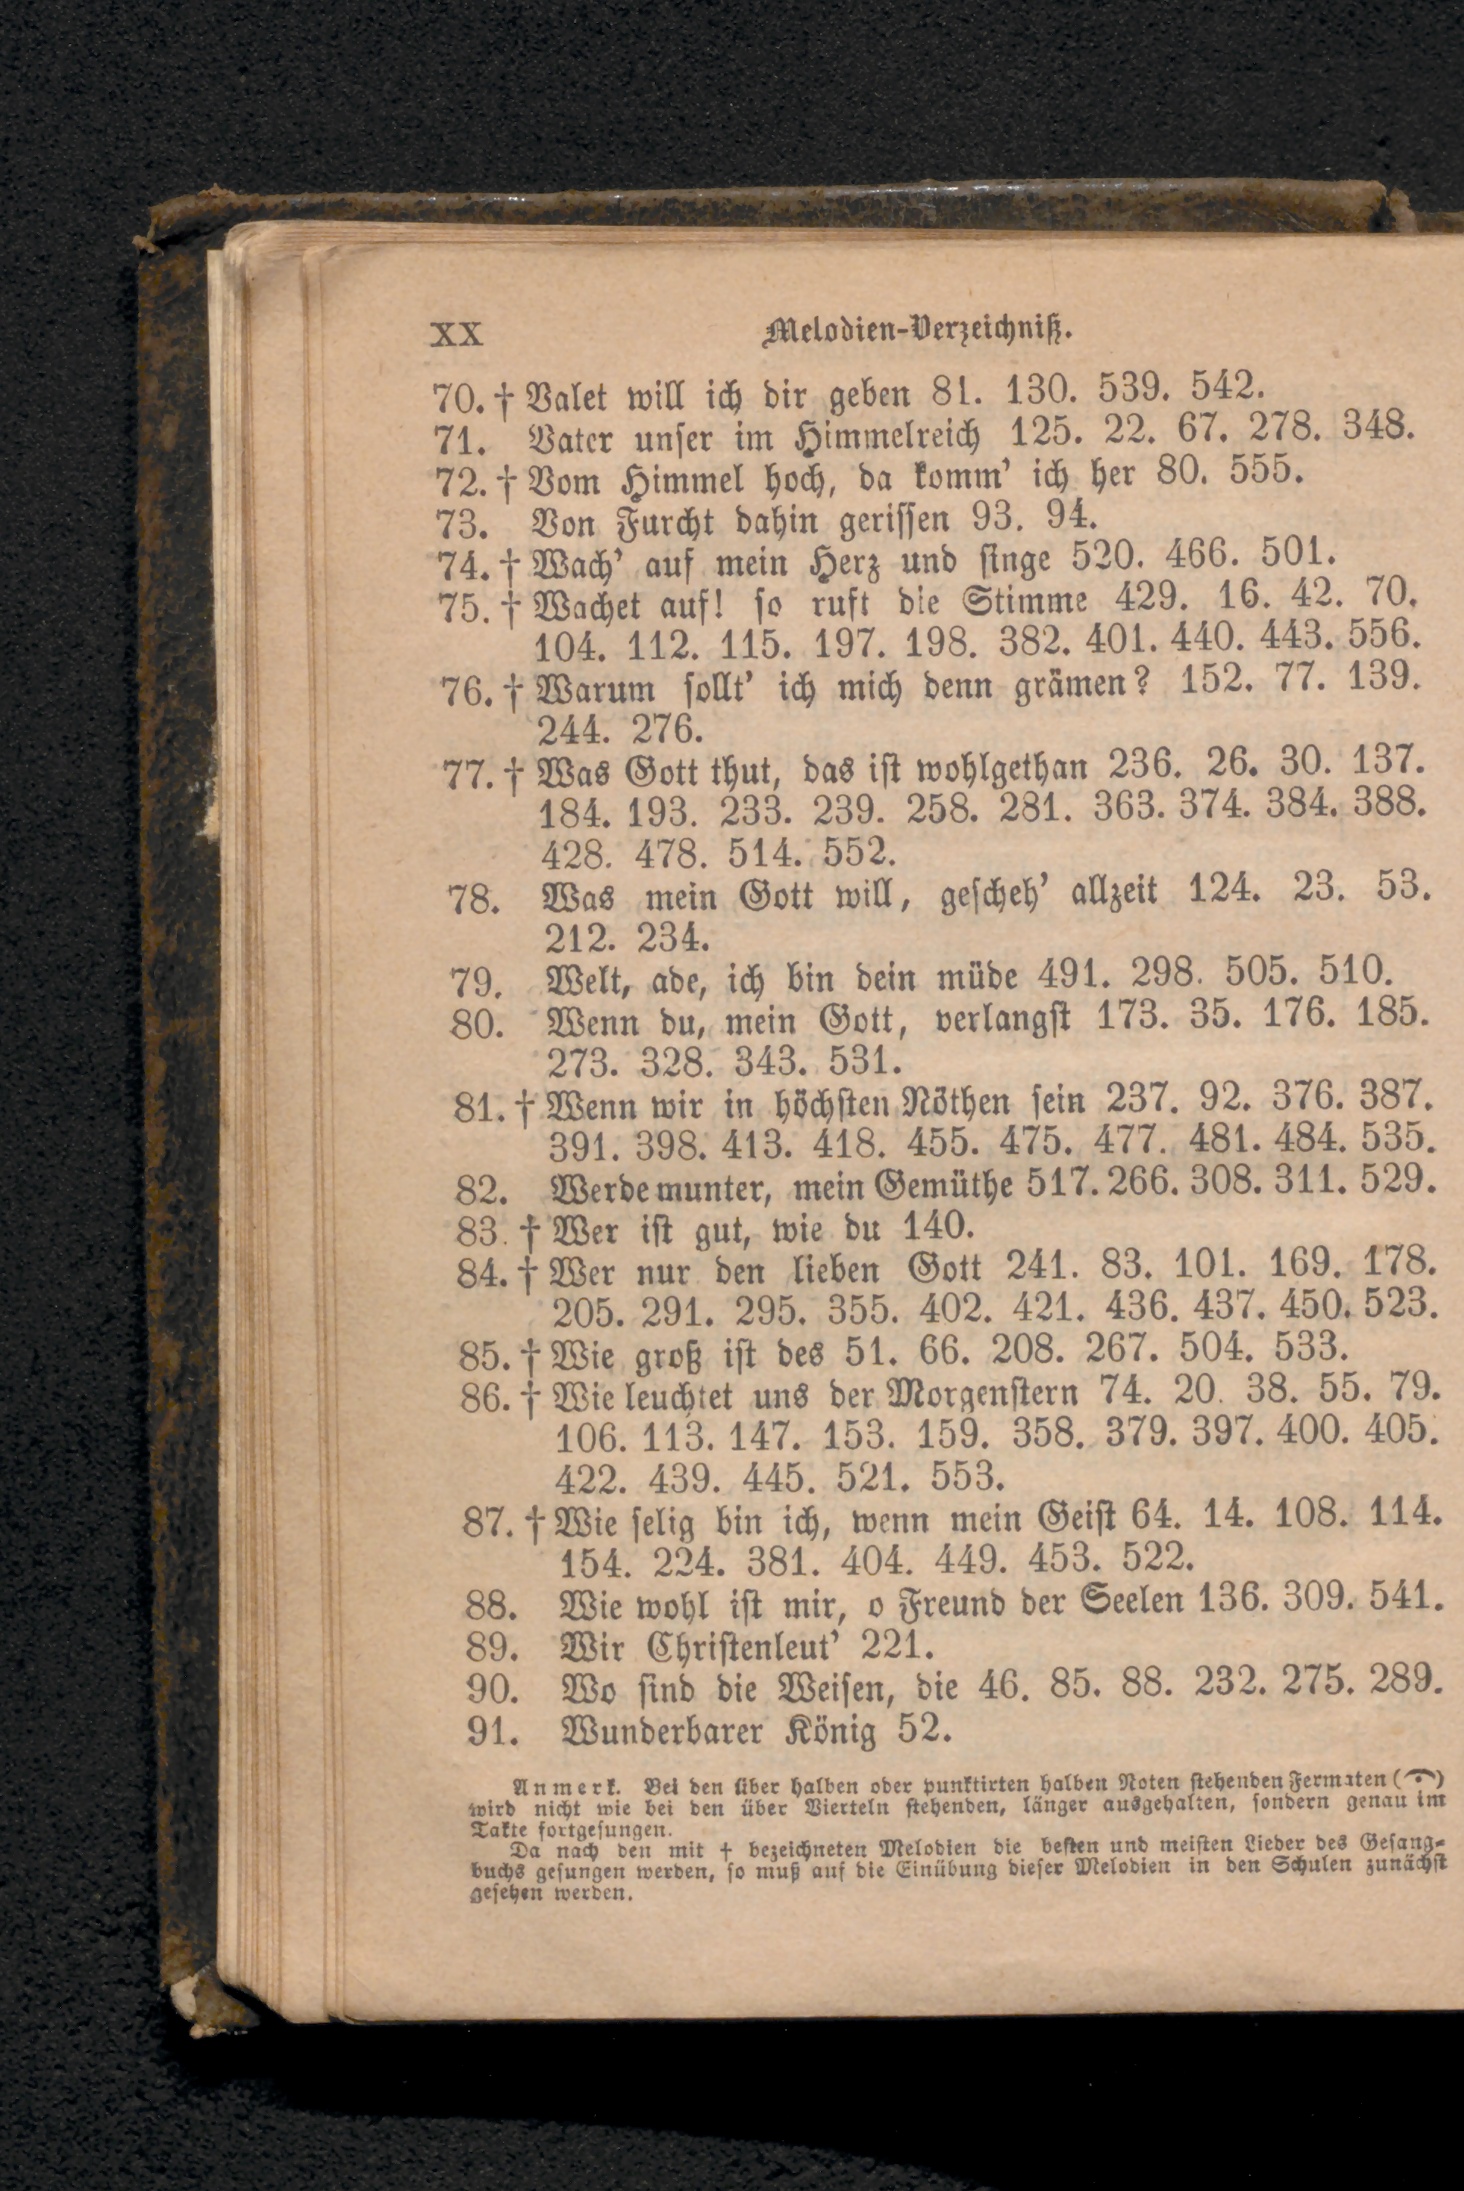 XX
Melodien-Verzeichniß.
70. † Valet will ich dir geben 81. 130. 539. 542.
71. Vater unser im Himmelreich 125. 22. 67. 278. 348.
72. † Vom Himmel hoch, da komm' ich her 80. 555.
73. Von Furcht dahin gerissen 93. 94.
74. † Wach' auf mein Herz und singe 520. 466. 501.
75. † Wachet auf! so ruft die Stimme 429. 16. 42. 70.
104. 112. 115. 197. 198. 382. 401. 440. 443. 556.
76. † Warum sollt' ich mich denn grämen? 152. 77. 139.
244. 276.
77. † Was Gott thut, das ist wohlgethan 236. 26. 30. 137.
184. 193. 233. 239. 258. 281. 363. 374. 384. 388.
428. 478. 514. 552.
78. Was mein Gott will, gescheh' allzeit 124. 23. 53.
212. 234.
79. Welt, ade, ich bin dein müde 491. 298. 505. 510.
80. Wenn du, mein Gott, verlangst 173. 35. 176. 185.
273. 328. 343. 531.
81. † Wenn wir in höchsten Nöthen sein 237. 92. 376. 387.
391. 398. 413. 418. 455. 475. 477. 481. 484. 535.
82. Werde munter, mein Gemüthe 517. 266. 308. 311. 529.
83. † Wer ist gut, wie du 140.
84. † Wer nur den lieben Gott 241. 83. 101. 169. 178.
205. 291. 295. 355. 402. 421. 436. 437. 450. 523.
85. † Wie groß ist des 51. 66. 208. 267. 504. 533.
86. † Wie leuchtet uns der Morgenstern 74. 20. 38. 55. 79.
106. 113. 147. 153. 159. 358. 379. 397. 400. 405.
422. 439. 445. 521. 553.
87. † Wie selig bin ich, wenn mein Geist 64. 14. 108. 114.
154. 224. 381. 404. 449. 453. 522.
88. Wie wohl ist mir, o Freund der Seelen 136. 309. 541.
89. Wir Christenleut' 221.
90. Wo sind die Weisen, die 46. 85. 88. 232. 275. 289.
91. Wunderbarer König 52.
Anmerk. Bei den über halben oder punktirten halben Noten stehenden Fermaten (𝄐)
wird nicht wie bei den über Vierteln stehenden, länger ausgehalten, sondern genau im
Takte fortgesungen.
Da nach den mit † bezeichneten Melodien die besten und meisten Lieder des Gesang-
buchs gesungen werden, so muß auf die Einübung dieser Melodien in den Schulen zunächst
gesehen werden.